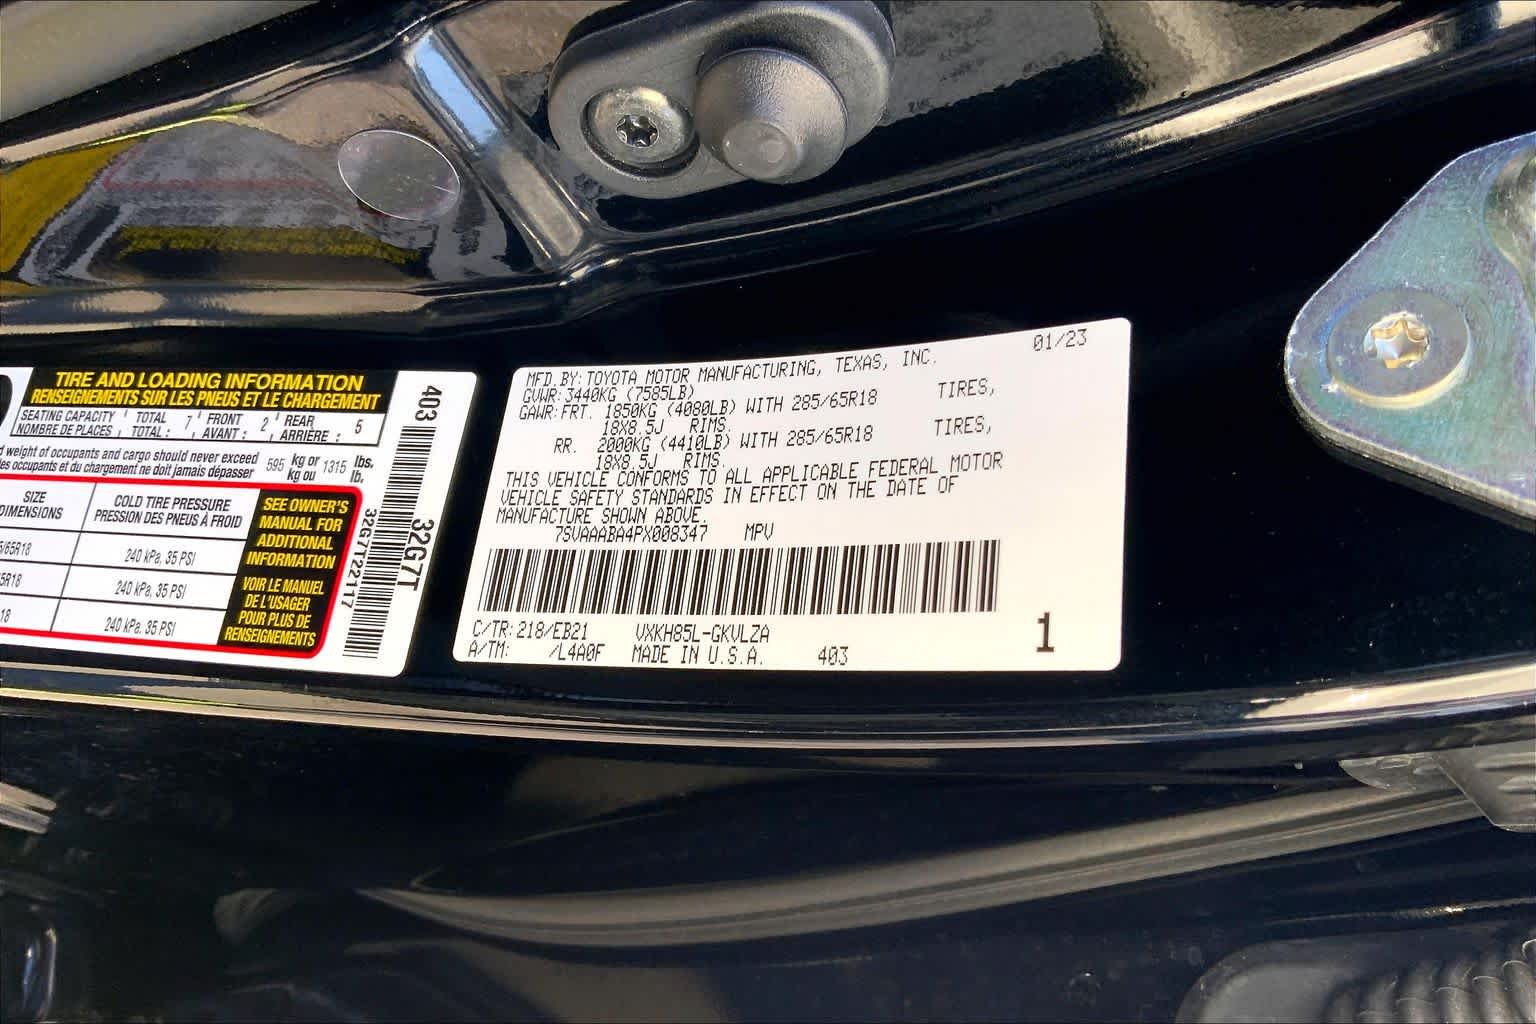 TIRE AND LOADING INFORMATION
RENSEIGNEMENTS SUR LES PNEUS ET LE CHARGEMENT
SEATING CAPACITY TOTAL 7 FRONT 2 REAR 5
NOMBRE DE PLACES TOTAL : AVANT : ARRIÈRE :
weight of occupants and cargo should never exceed 595 kg or 1315 lbs.
occupants et du chargement ne doit jamais dépasser kg ou lb.
SIZE
DIMENSIONS
COLD TIRE PRESSURE
PRESSION DES PNEUS À FROID
/65R18 240 kPa, 35 PSI
5R18 240 kPa, 35 PSI
18 240 kPa, 35 PSI
SEE OWNER'S
MANUAL FOR
ADDITIONAL
INFORMATION
VOIR LE MANUEL
DE L'USAGER
POUR PLUS DE
RENSEIGNEMENTS
403
32G7T22117
32G7T
MFD.BY:TOYOTA MOTOR MANUFACTURING, TEXAS, INC. 01/23
GVWR:3440KG (7585LB)
GAWR:FRT. 1850KG (4080LB) WITH 285/65R18 TIRES,
18X8.5J RIMS.
RR. 2000KG (4410LB) WITH 285/65R18 TIRES,
18X8.5J RIMS.
THIS VEHICLE CONFORMS TO ALL APPLICABLE FEDERAL MOTOR
VEHICLE SAFETY STANDARDS IN EFFECT ON THE DATE OF
MANUFACTURE SHOWN ABOVE.
7SVAAABA4PX008347 MPV
C/TR:218/EB21 VXKH85L-GKVLZA
A/TM: /L4A0F MADE IN U.S.A. 403
1